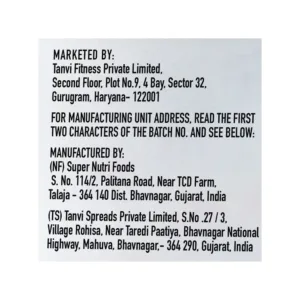 MARKETED BY:
Tanvi Fitness Private Limited,
Second Floor, Plot No.9, 4 Bay, Sector 32,
Gurugram, Haryana- 122001
FOR MANUFACTURING UNIT ADDRESS, READ THE FIRST
TWO CHARACTERS OF THE BATCH NO. AND SEE BELOW:
MANUFACTURED BY:
(NF) Super Nutri Foods
S. No. 114/2, Palitana Road, Near TCD Farm,
Talaja - 364 140 Dist. Bhavnagar, Gujarat, India
(TS) Tanvi Spreads Private Limited, S.No .27 / 3,
Village Rohisa, Near Taredi Paatiya, Bhavnagar National
Highway, Mahuva, Bhavnagar,- 364 290, Gujarat, India